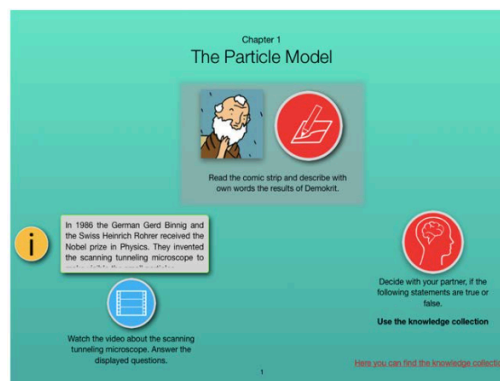 Chapter 1
The Particle Model
Read the comic strip and describe with
own words the results of Demokrit.
i
In 1986 the German Gerd Binnig and
the Swiss Heinrich Rohrer received the
Nobel prize in Physics. They invented
the scanning tunneling microscope to
Watch the video about the scanning
tunneling microscope. Answer the
displayed questions.
Decide with your partner, if the
following statements are true or
false.
Use the knowledge collection
Here you can find the knowledge
1